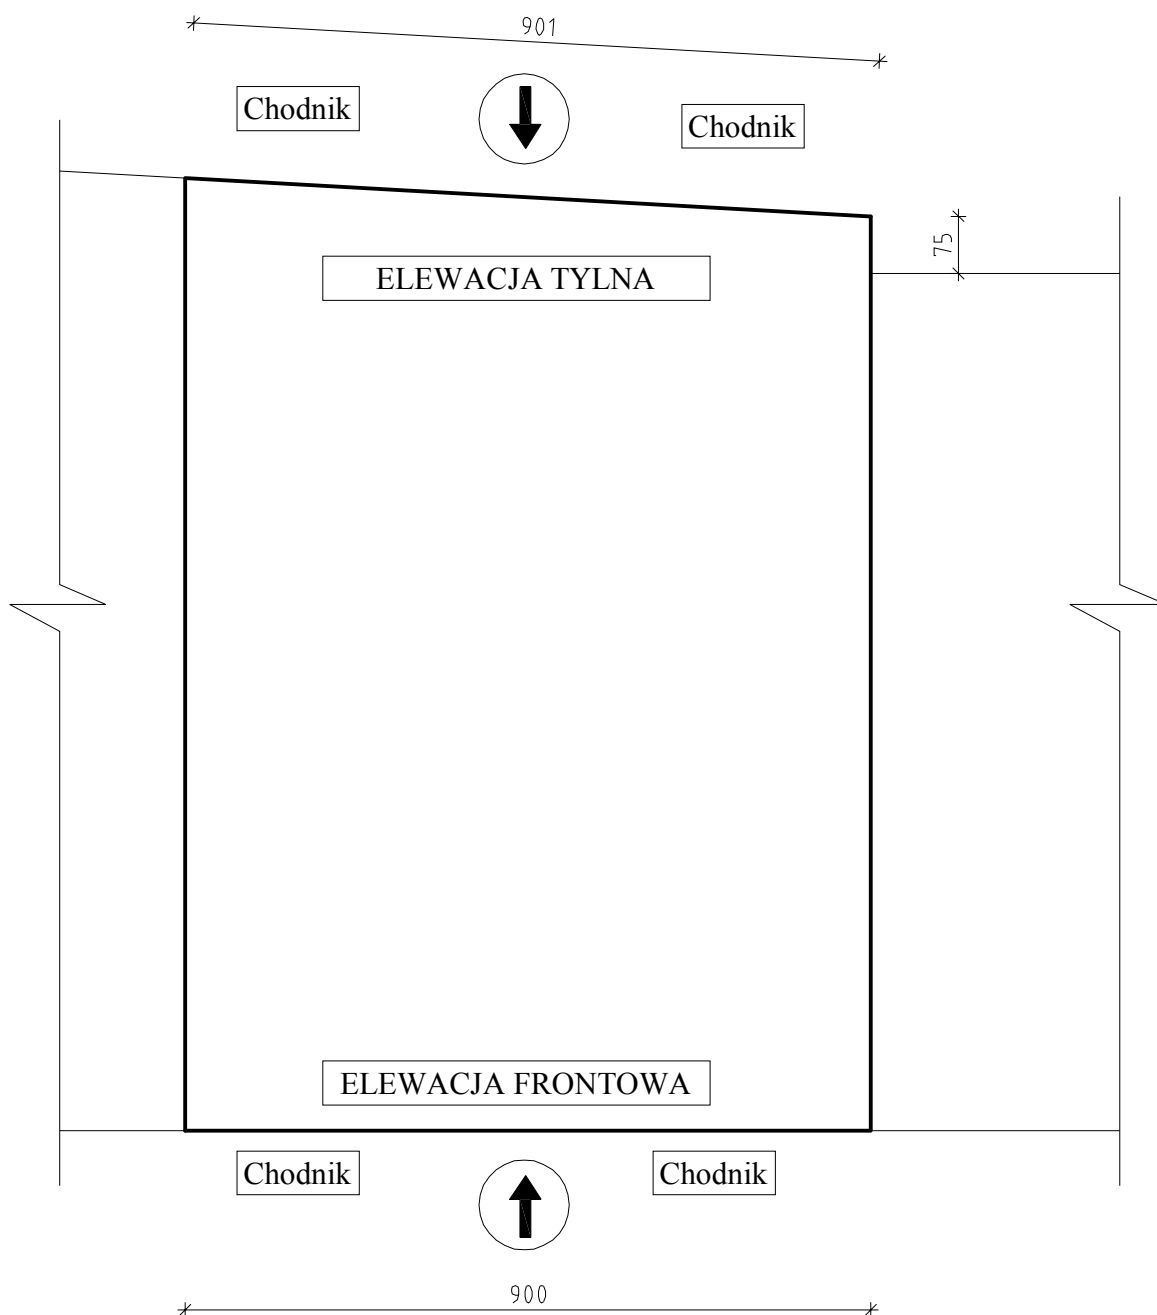 901
Chodnik
Chodnik
75
ELEWACJA TYLNA
ELEWACJA FRONTOWA
Chodnik
Chodnik
900